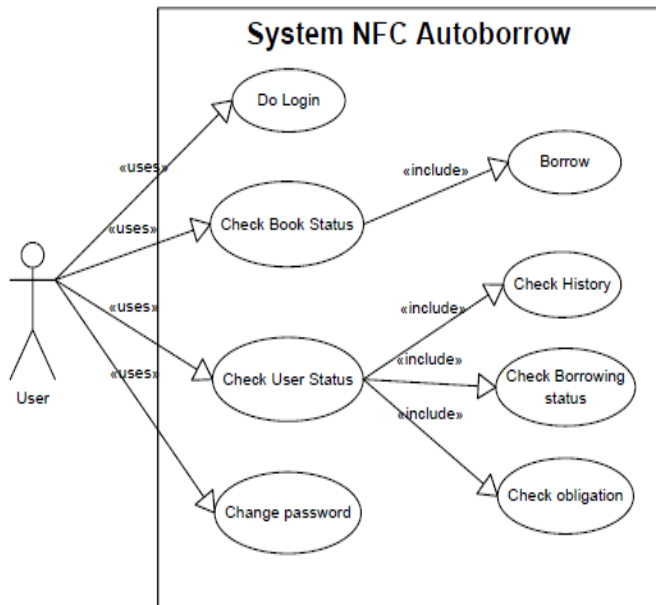 System NFC Autoborrow
Do Login
«uses»
Borrow
«include»
Check Book Status
«uses»
Check History
«uses»
«include»
Check User Status
«include»
Check Borrowing
status
«uses»
User
«include»
Check obligation
Change password